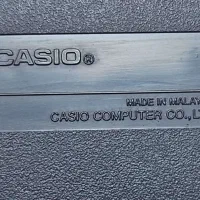 CASIO®
MADE IN MALAY
CASIO COMPUTER CO., L